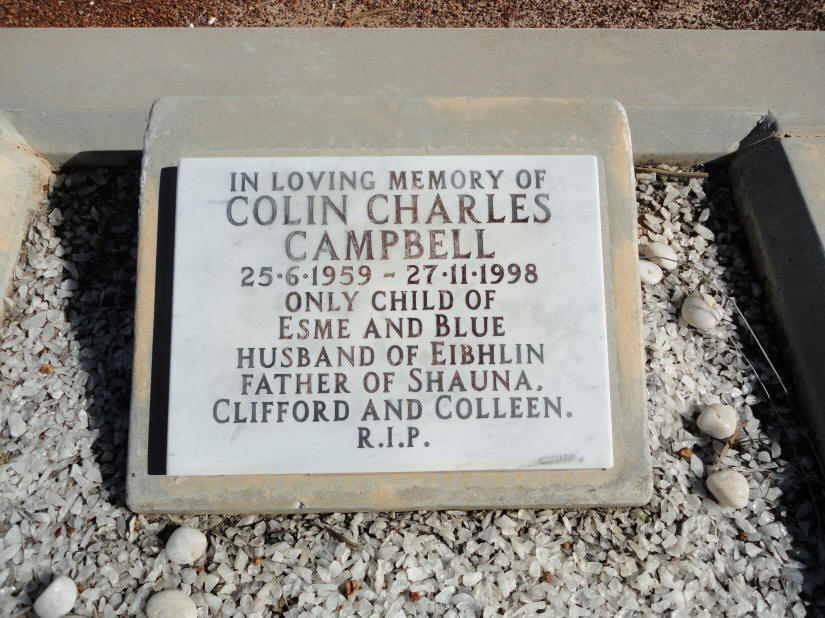 IN LOVING MEMORY OF
COLIN CHARLES
CAMPBELL
25·6·1959 - 27·11·1998
ONLY CHILD OF
ESME AND BLUE
HUSBAND OF EIBHLIN
FATHER OF SHAUNA.
CLIFFORD AND COLLEEN.
R.I.P.